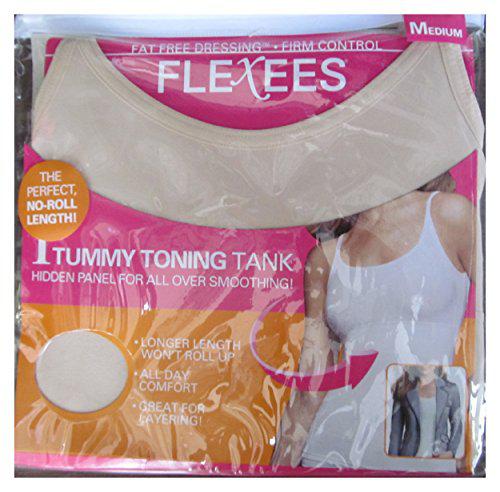 MEDIUM
FAT FREE DRESSING™ • FIRM CONTROL
FLEXEES®
THE
PERFECT,
NO-ROLL
LENGTH!
1 TUMMY TONING TANK
HIDDEN PANEL FOR ALL OVER SMOOTHING!
• LONGER LENGTH
WON'T ROLL UP
• ALL DAY
COMFORT
• GREAT FOR
LAYERING!